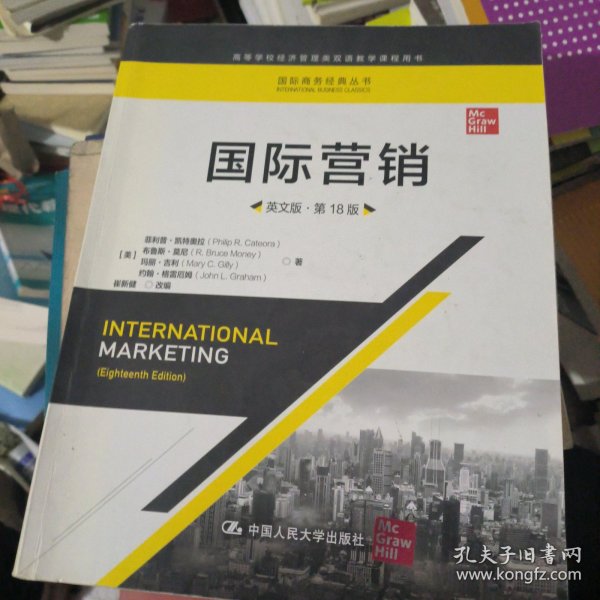 高等学校经济管理类双语教学课程用书
国际商务经典丛书
INTERNATIONAL BUSINESS CLASSICS
Mc
Graw
Hill
国际营销
英文版·第18版
菲利普·凯特奥拉（Philip R. Cateora）
[美] 布鲁斯·莫尼（R. Bruce Money）
玛丽·吉利（Mary C. Gilly）
约翰·格雷厄姆（John L. Graham）
著
崔新健 改编
INTERNATIONAL
MARKETING
(Eighteenth Edition)
中国人民大学出版社
Mc
Graw
Hill
孔夫子旧书网
www.kongfz.com